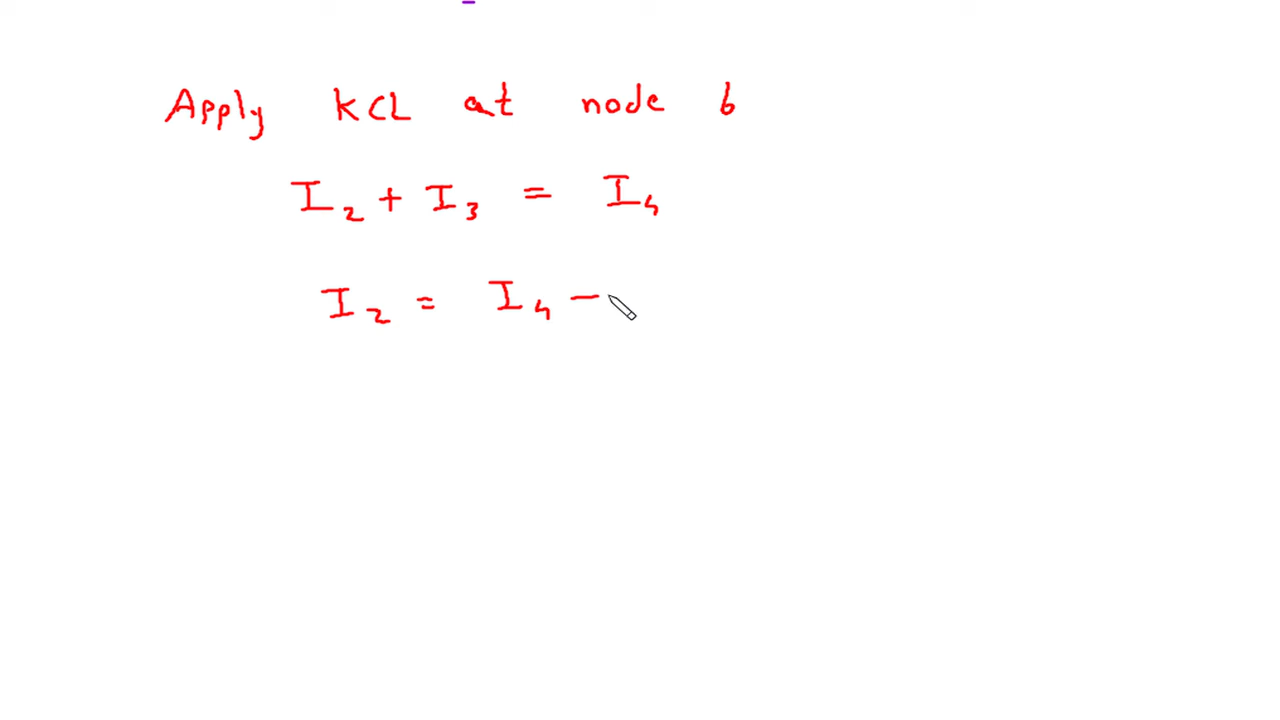 Apply KCL at node b
I₂ + I₃ = I₄
I₂ = I₄ −